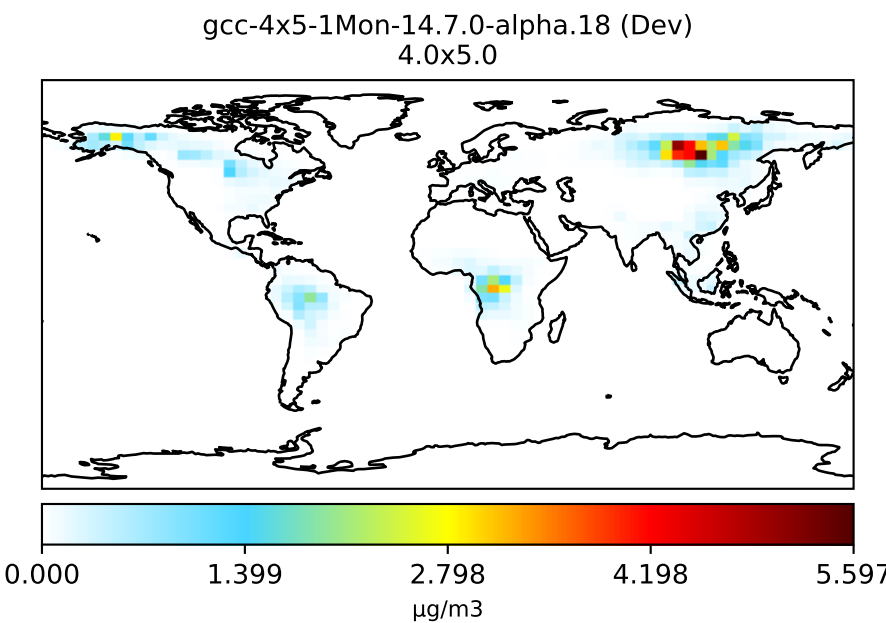 gcc-4x5-1Mon-14.7.0-alpha.18 (Dev)
4.0x5.0
0.000 1.399 2.798 4.198 5.597
μg/m3